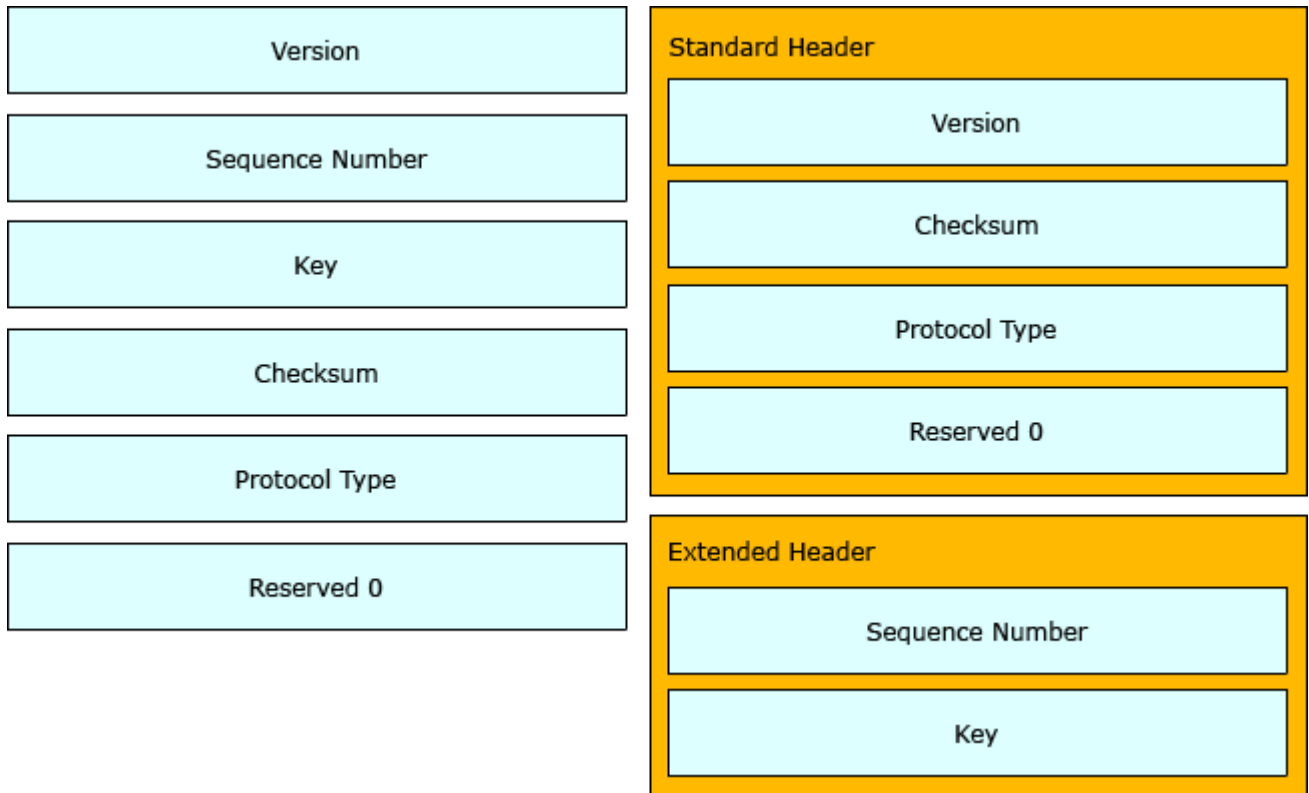 Version
Sequence Number
Key
Checksum
Protocol Type
Reserved 0
Standard Header
Version
Checksum
Protocol Type
Reserved 0
Extended Header
Sequence Number
Key